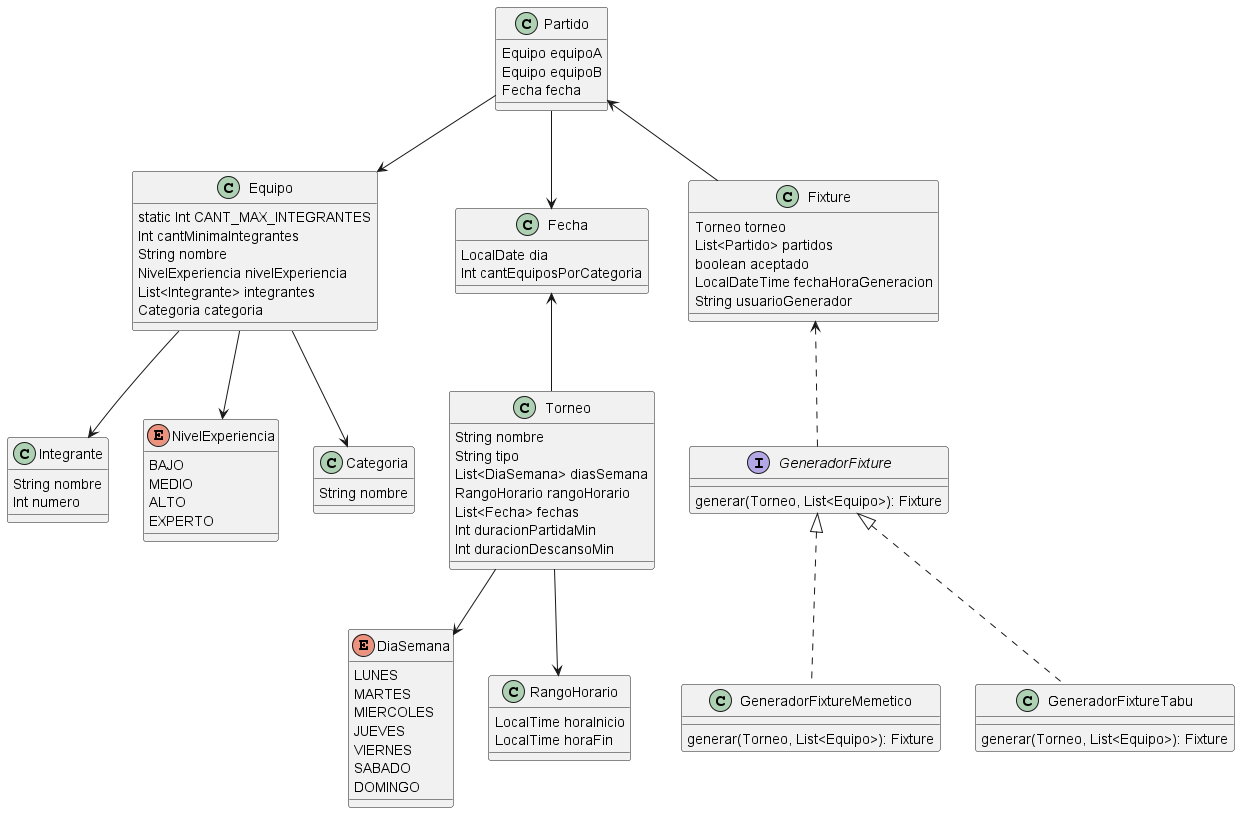 C Partido
Equipo equipoA
Equipo equipoB
Fecha fecha
C Equipo
static Int CANT_MAX_INTEGRANTES
Int cantMinimaIntegrantes
String nombre
NivelExperiencia nivelExperiencia
List<Integrante> integrantes
Categoria categoria
C Fecha
LocalDate dia
Int cantEquiposPorCategoria
C Fixture
Torneo torneo
List<Partido> partidos
boolean aceptado
LocalDateTime fechaHoraGeneracion
String usuarioGenerador
C Integrante
String nombre
Int numero
E NivelExperiencia
BAJO
MEDIO
ALTO
EXPERTO
C Categoria
String nombre
C Torneo
String nombre
String tipo
List<DiaSemana> diasSemana
RangoHorario rangoHorario
List<Fecha> fechas
Int duracionPartidaMin
Int duracionDescansoMin
I GeneradorFixture
generar(Torneo, List<Equipo>): Fixture
E DiaSemana
LUNES
MARTES
MIERCOLES
JUEVES
VIERNES
SABADO
DOMINGO
C RangoHorario
LocalTime horaInicio
LocalTime horaFin
C GeneradorFixtureMemetico
generar(Torneo, List<Equipo>): Fixture
C GeneradorFixtureTabu
generar(Torneo, List<Equipo>): Fixture